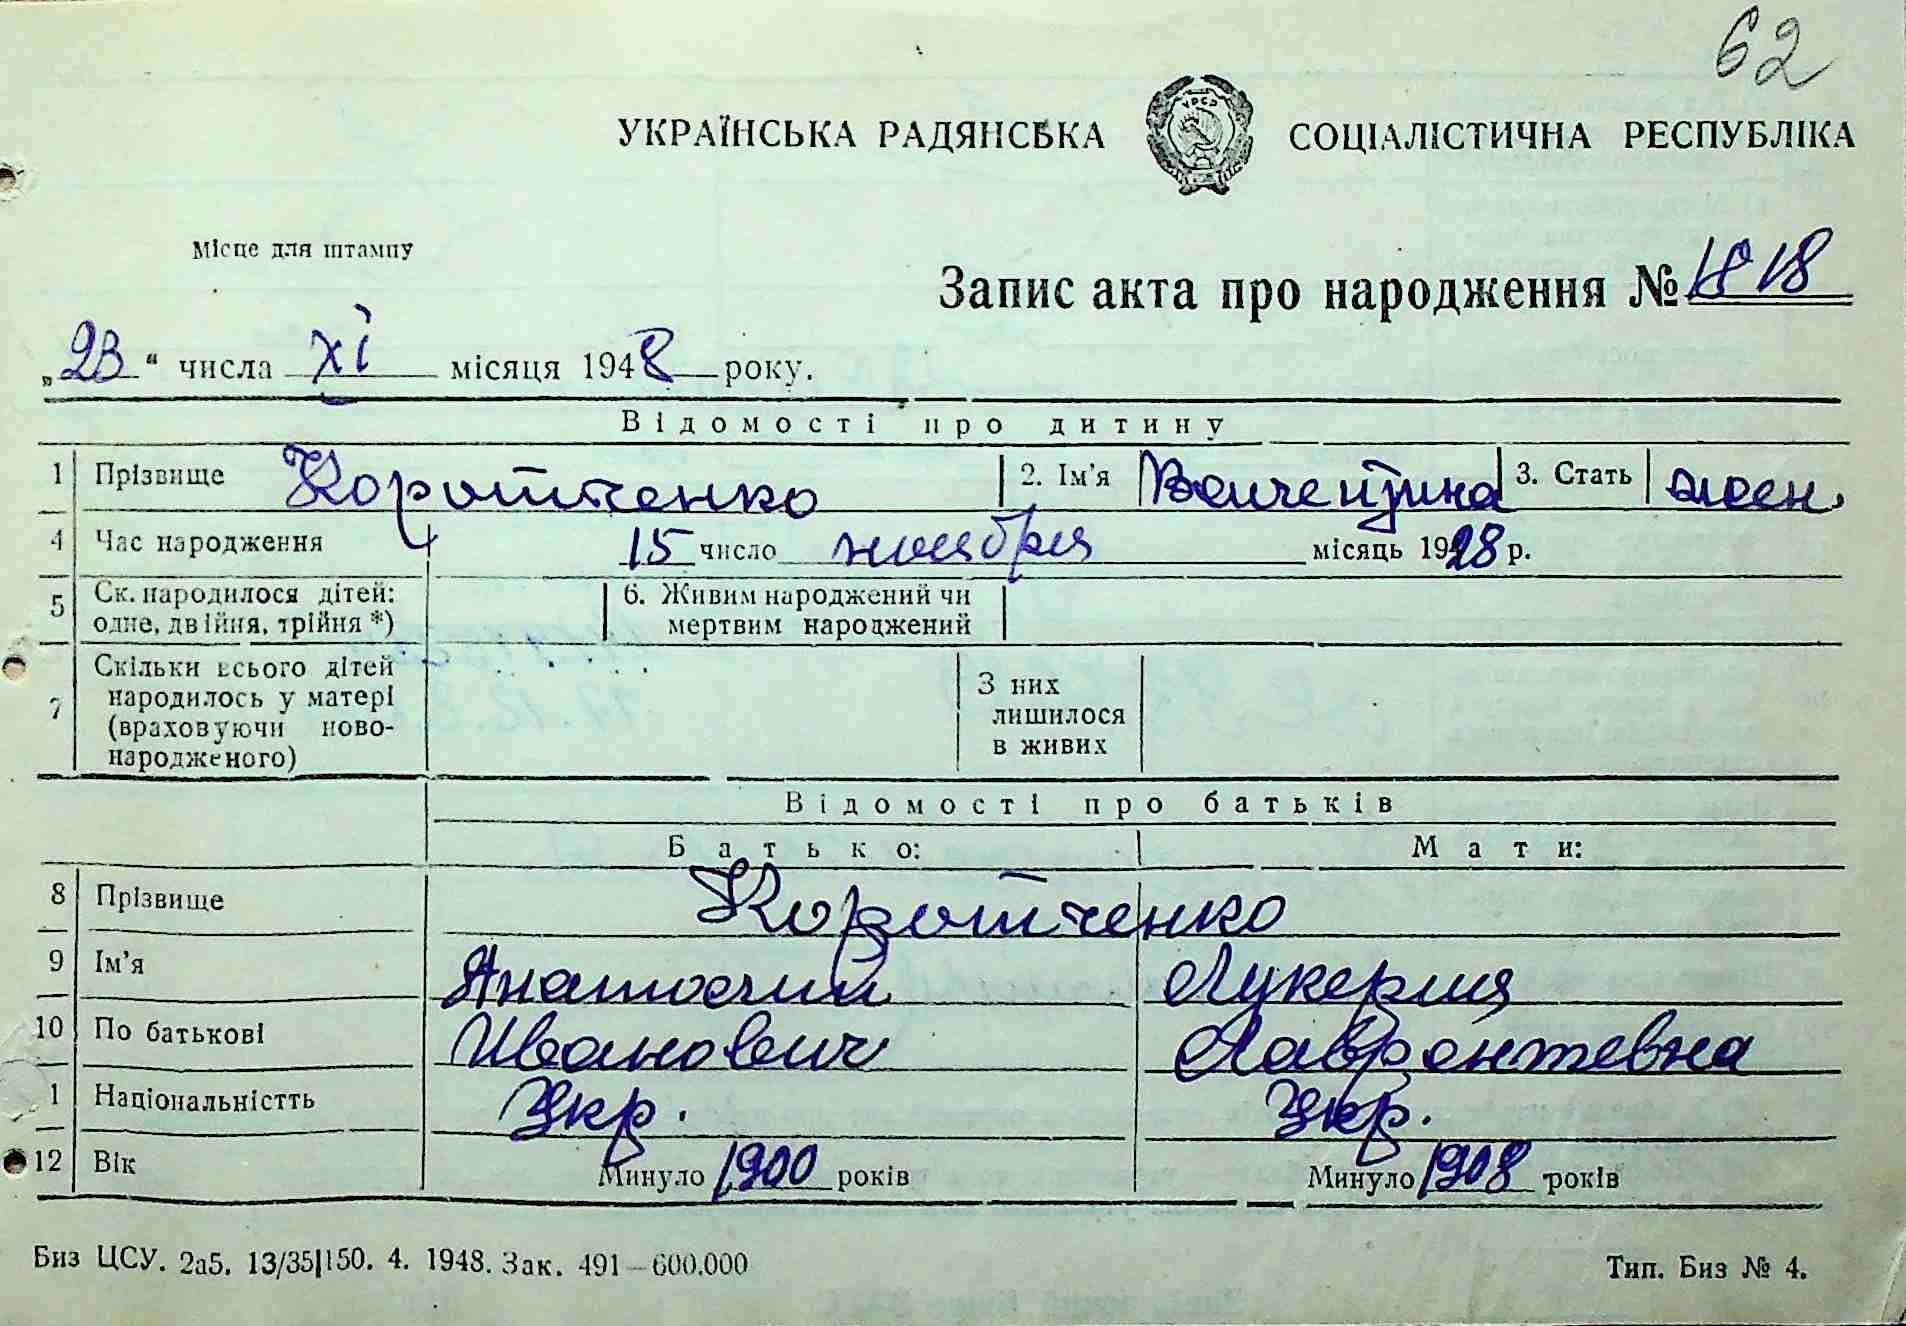 62
УКРАЇНСЬКА РАДЯНСЬКА СОЦІАЛІСТИЧНА РЕСПУБЛІКА
УРСР
Місце для штампу
Запис акта про народження № 1818
„23“ числа XI місяця 1948 року.
Відомості про дитину
1 Прізвище Коротченко 2. Ім'я Валентина 3. Стать жен.
4 Час народження 15 число ноября місяць 1928 р.
5 Ск. народилося дітей: одне, двійня, трійня *) 6. Живим народжений чи мертвим народжений
7 Скільки всього дітей народилось у матері (враховуючи новонародженого) З них лишилося в живих
Відомості про батьків
Батько: Мати:
8 Прізвище Коротченко
9 Ім'я Анатолий Лукерия
10 По батькові Иванович Лаврентевна
1 Національністть Укр. Укр.
12 Вік Минуло 1900 років Минуло 1908 років
Биз ЦСУ. 2а5. 13/35|150. 4. 1948. Зак. 491—600.000 Тип. Биз № 4.